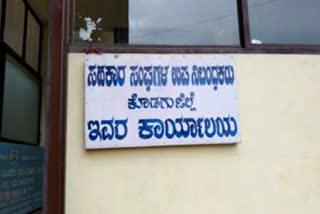 ಸಹಕಾರ ಸಂಘಗಳ ಉಪ ನಿಬಂಧಕರು
ಕೊಡಗುಜಿಲ್ಲೆ
ಇವರ ಕಾರ್ಯಾಲಯ